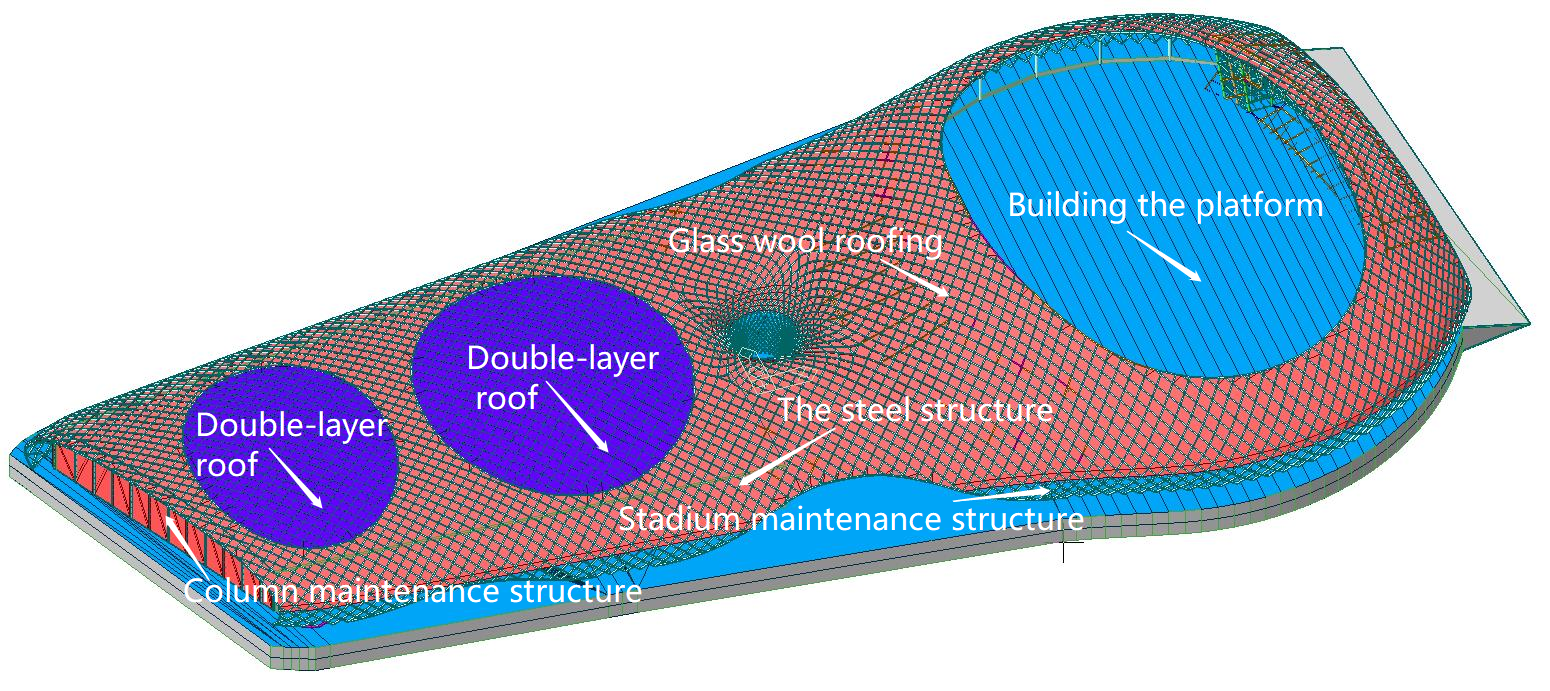 Building the platform
Glass wool roofing
Double-layer
roof
The steel structure
Double-layer
roof
Stadium maintenance structure
Column maintenance structure